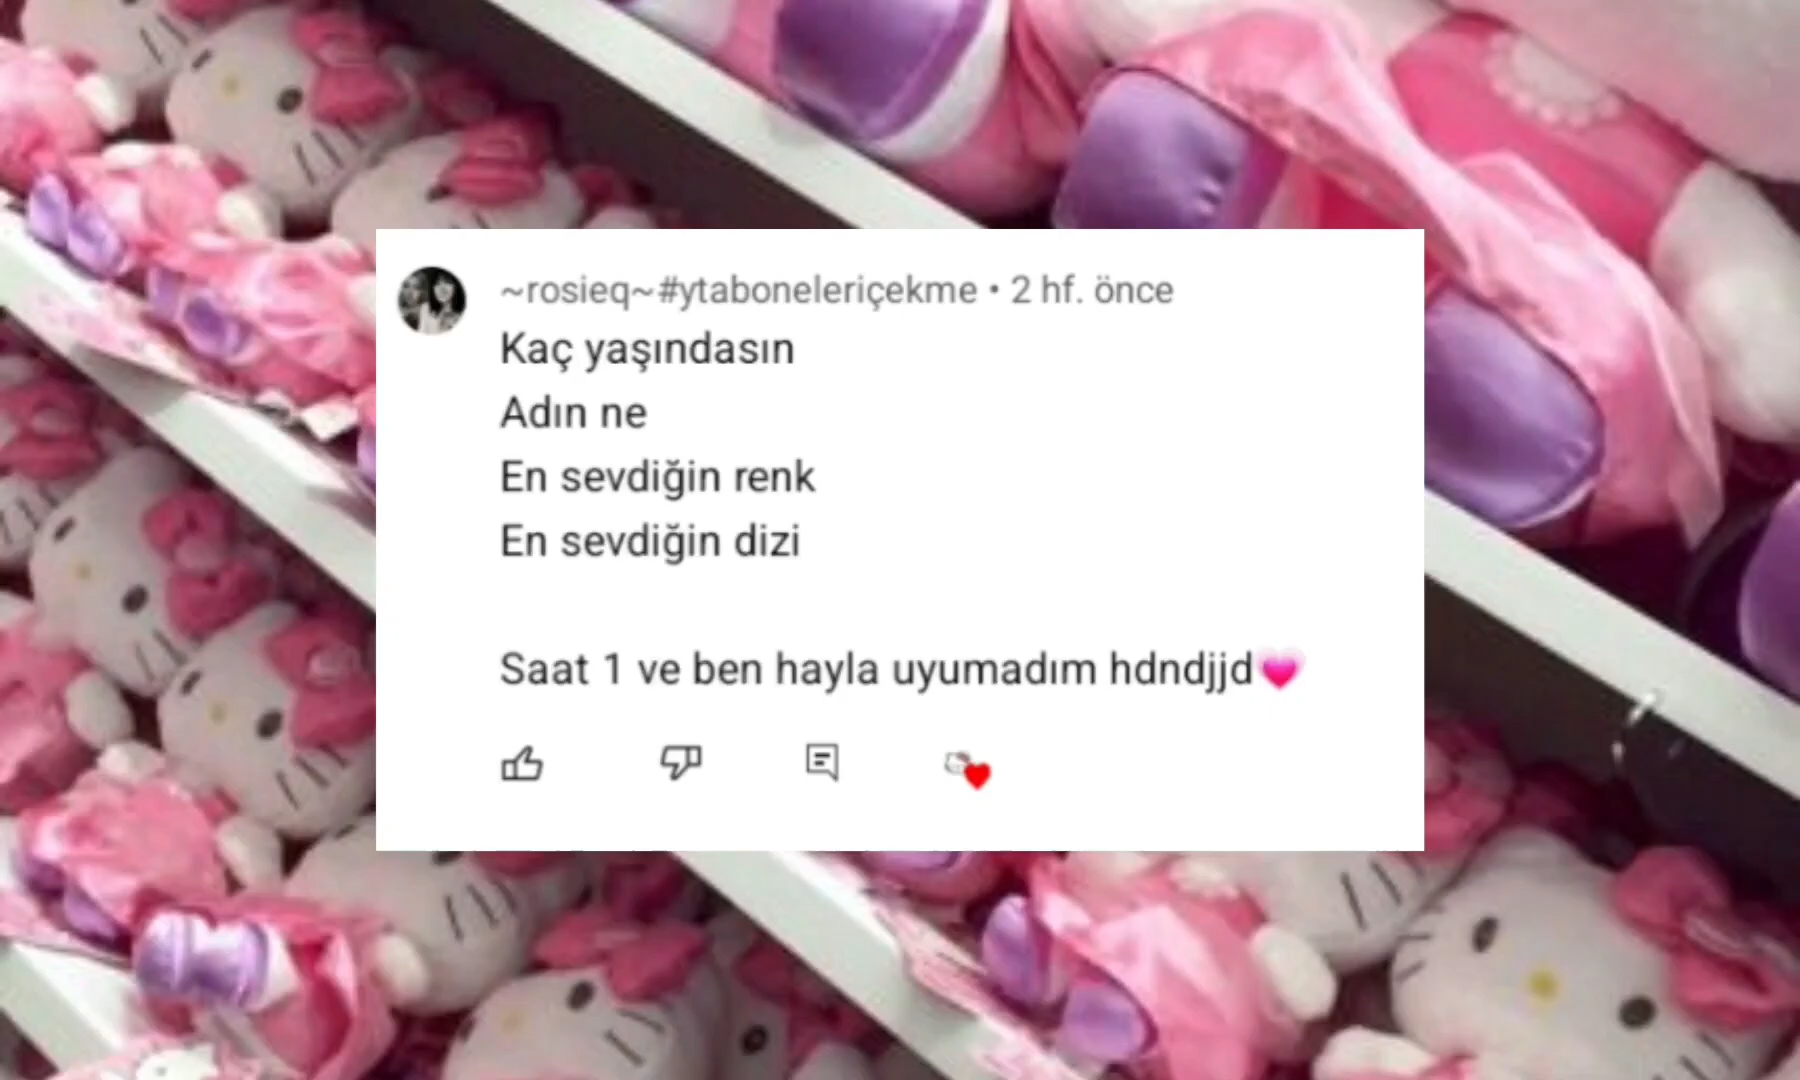 ~rosieq~#ytaboneleriçekme • 2 hf. önce
Kaç yaşındasın
Adın ne
En sevdiğin renk
En sevdiğin dizi
Saat 1 ve ben hayla uyumadım hdndjjd💗